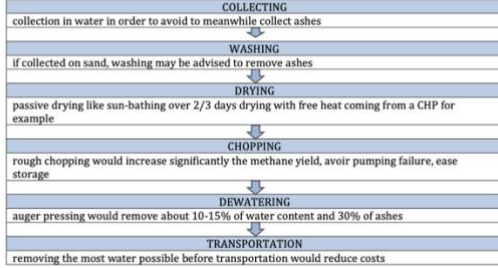 COLLECTING
collection in water in order to avoid to meanwhile collect ashes
WASHING
if collected on sand, washing may be advised to remove ashes
DRYING
passive drying like sun-bathing over 2/3 days drying with free heat coming from a CHP for
example
CHOPPING
rough chopping would increase significantly the methane yield, avoir pumping failure, ease
storage
DEWATERING
auger pressing would remove about 10-15% of water content and 30% of ashes
TRANSPORTATION
removing the most water possible before transportation would reduce costs